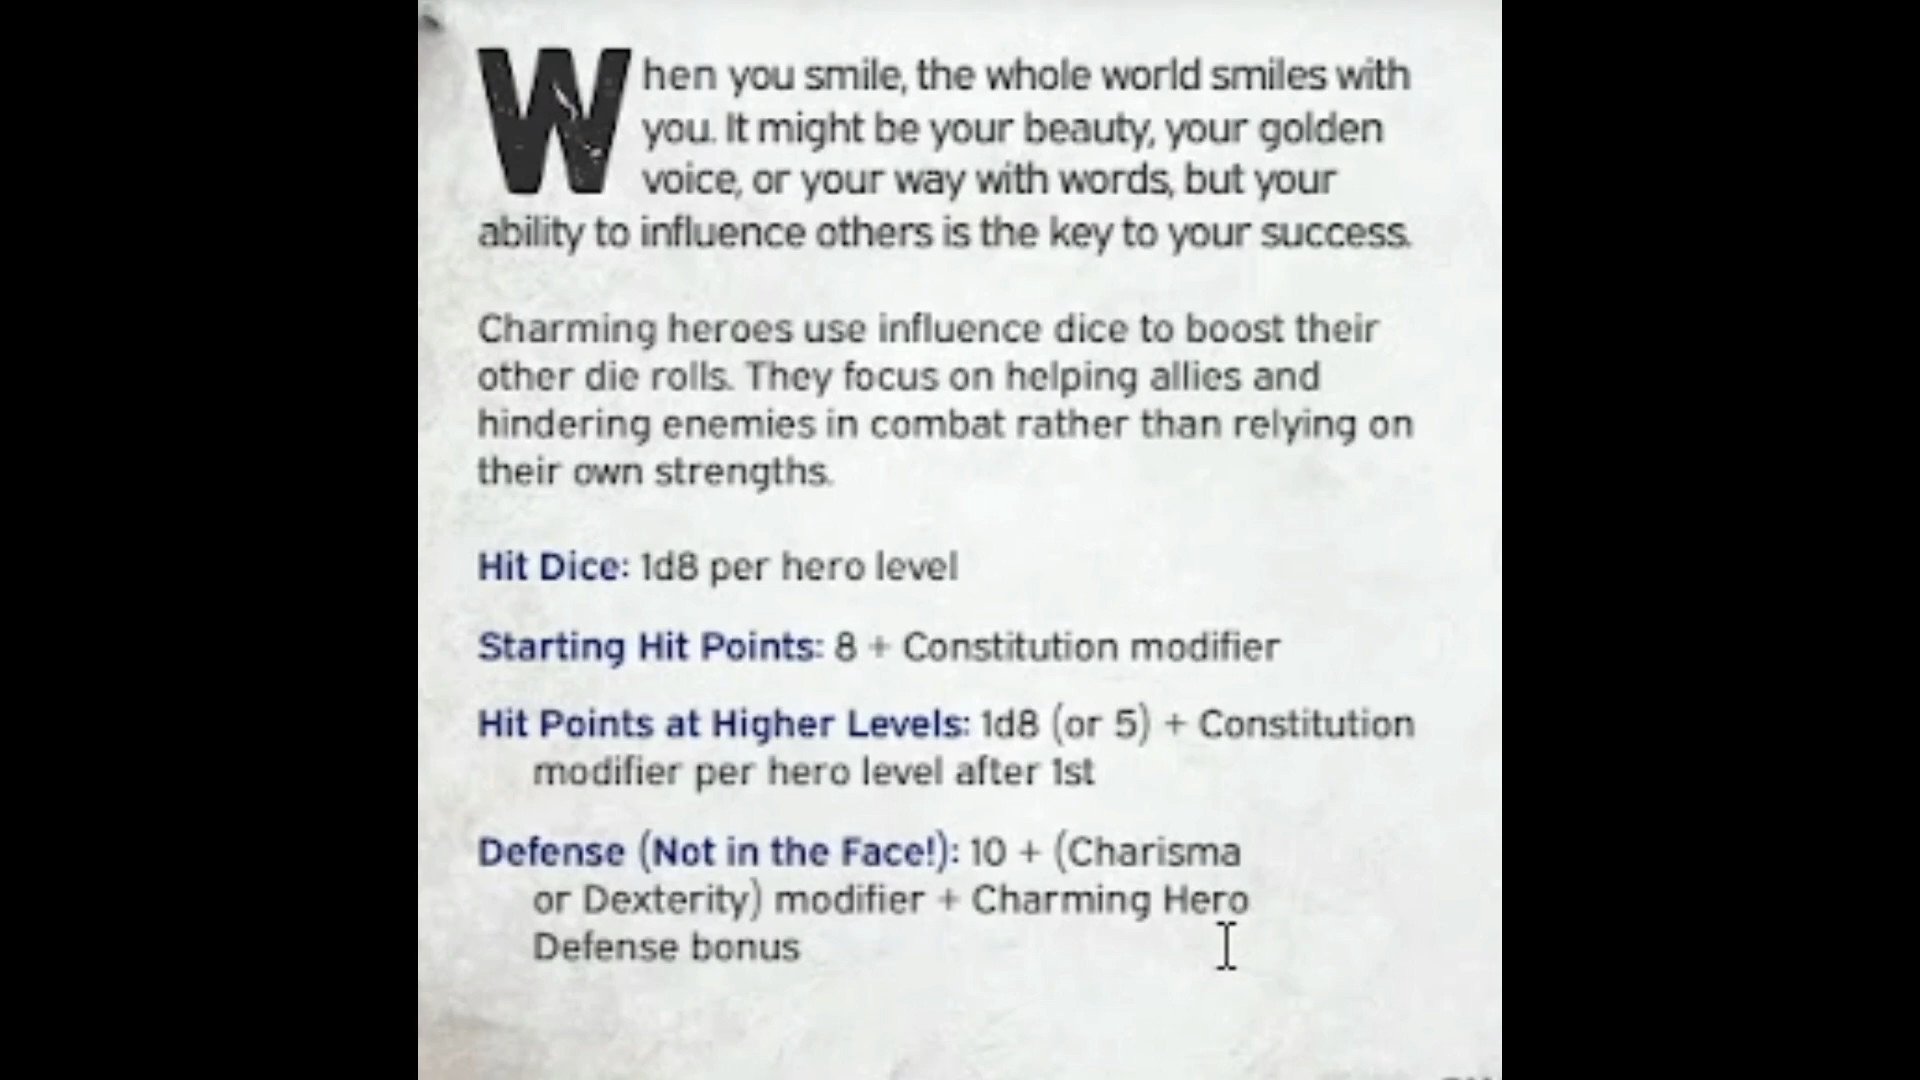 When you smile, the whole world smiles with
you. It might be your beauty, your golden
voice, or your way with words, but your
ability to influence others is the key to your success.
Charming heroes use influence dice to boost their
other die rolls. They focus on helping allies and
hindering enemies in combat rather than relying on
their own strengths.
Hit Dice: 1d8 per hero level
Starting Hit Points: 8 + Constitution modifier
Hit Points at Higher Levels: 1d8 (or 5) + Constitution
modifier per hero level after 1st
Defense (Not in the Face!): 10 + (Charisma
or Dexterity) modifier + Charming Hero
Defense bonus